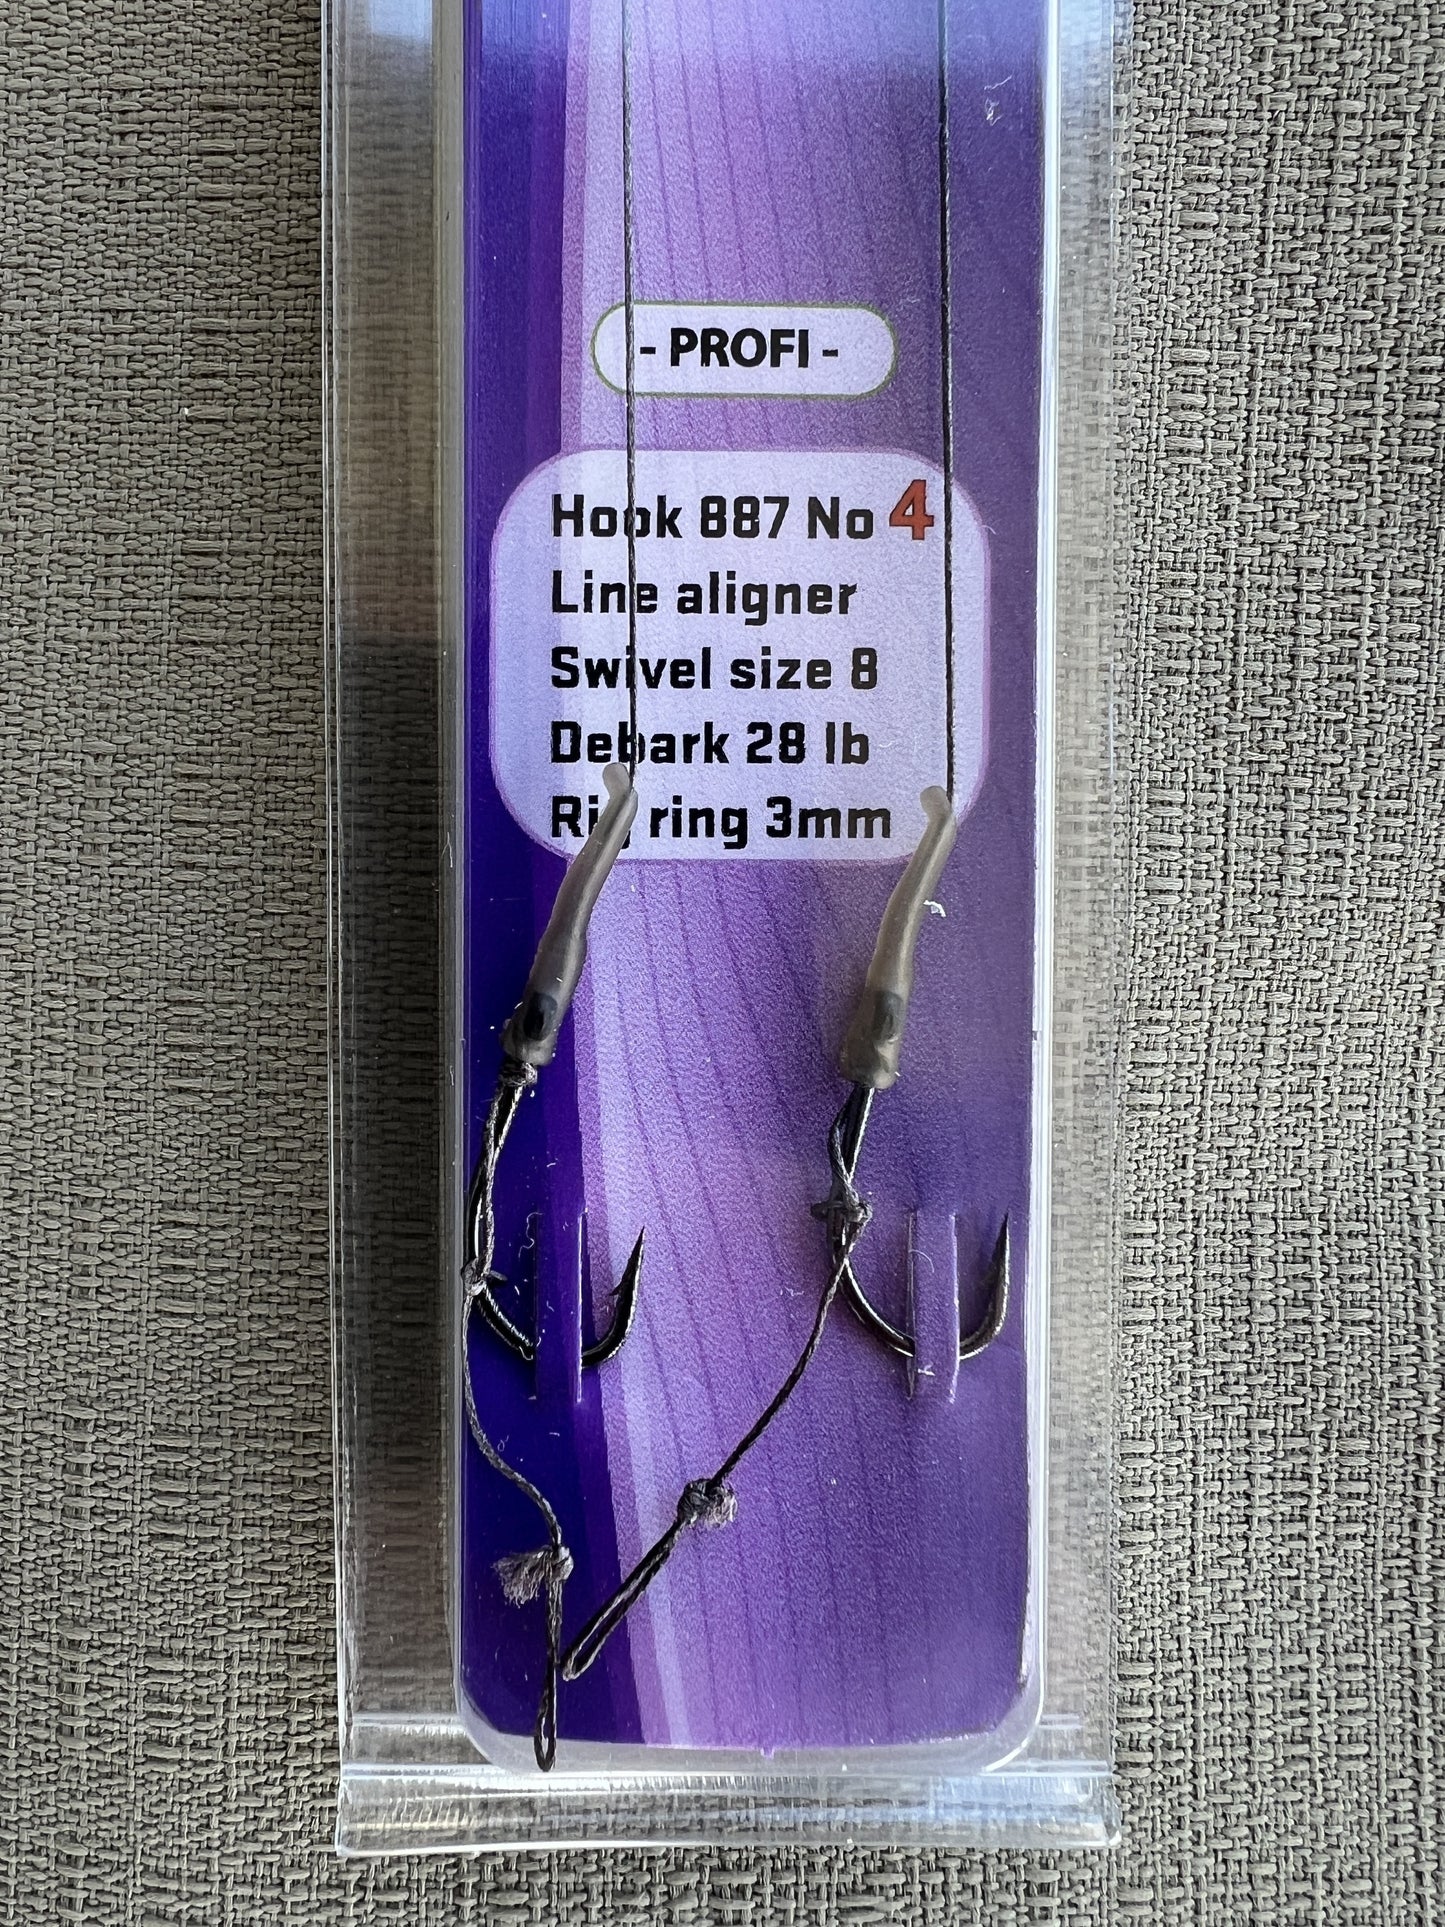 - PROFI -
Hook 887 No 4
Line aligner
Swivel size 8
Debark 28 lb
Rig ring 3mm